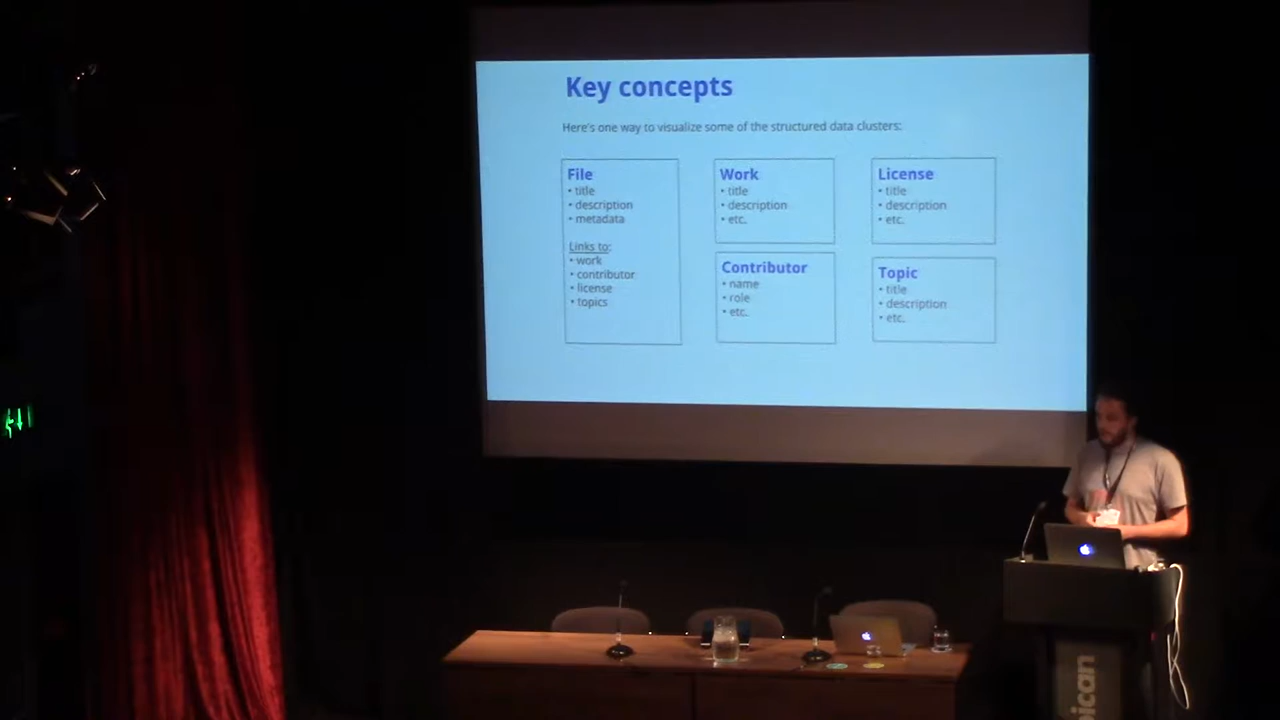 Key concepts
Here's one way to visualize some of the structured data clusters:
File
• title
• description
• metadata
Links to:
• work
• contributor
• license
• topics
Work
• title
• description
• etc.
Contributor
• name
• role
• etc.
License
• title
• description
• etc.
Topic
• title
• description
• etc.
bican